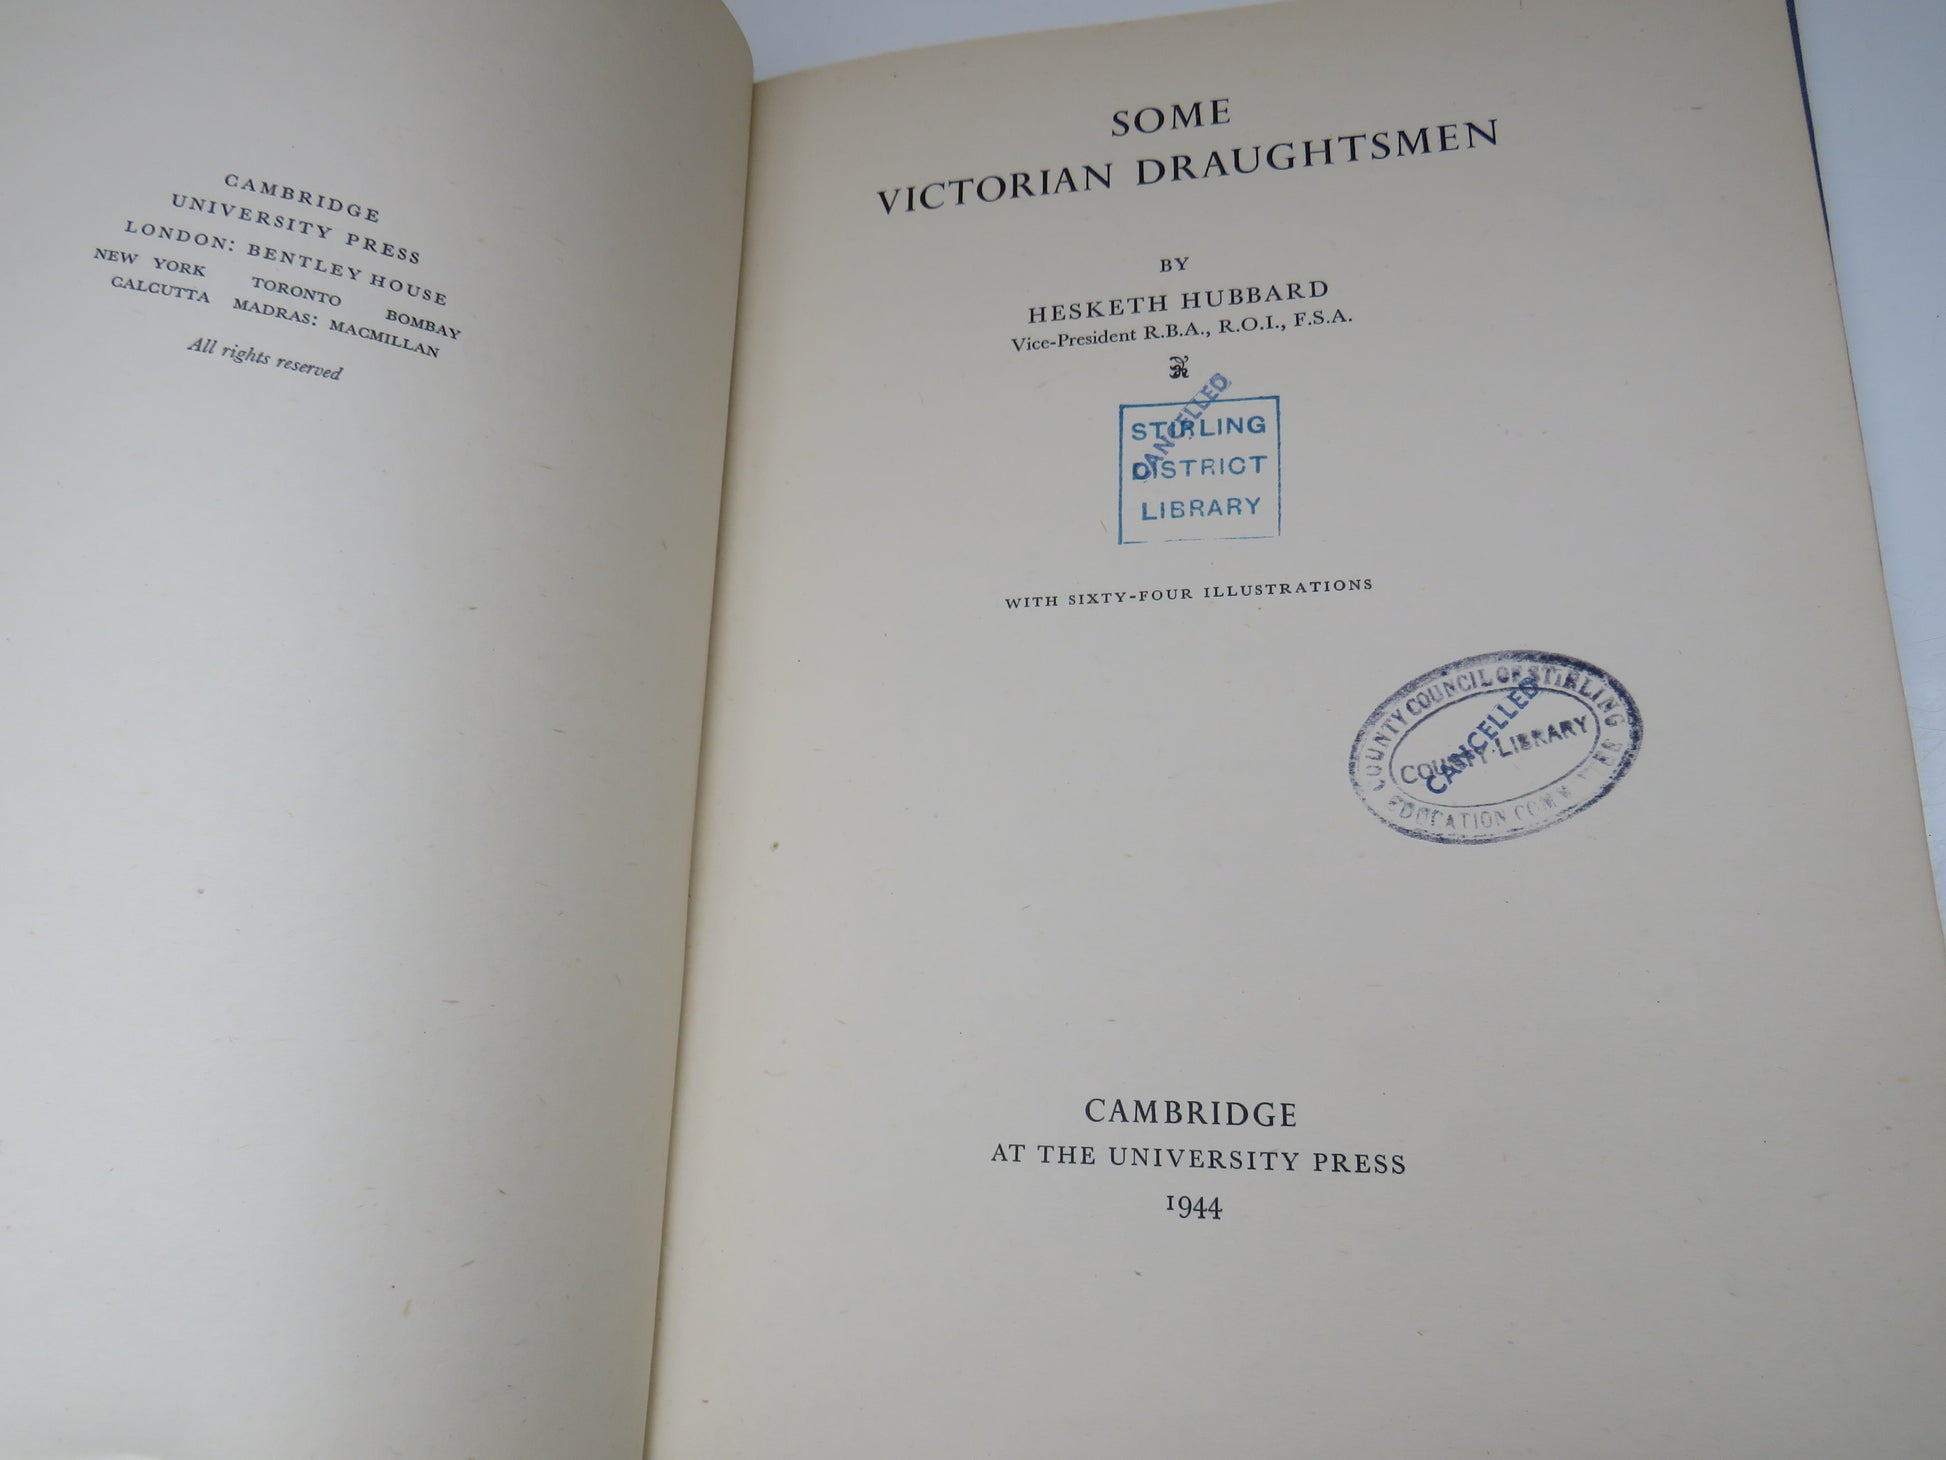 CAMBRIDGE
UNIVERSITY PRESS
LONDON: BENTLEY HOUSE
NEW YORK TORONTO BOMBAY
CALCUTTA MADRAS: MACMILLAN
All rights reserved
SOME
VICTORIAN DRAUGHTSMEN
BY
HESKETH HUBBARD
Vice-President R.B.A., R.O.I., F.S.A.
CANCELLED
STIRLING
DISTRICT
LIBRARY
WITH SIXTY-FOUR ILLUSTRATIONS
COUNTY COUNCIL OF STIRLING
CANCELLED
COUNTY LIBRARY
EDUCATION COMMITTEE
CAMBRIDGE
AT THE UNIVERSITY PRESS
1944